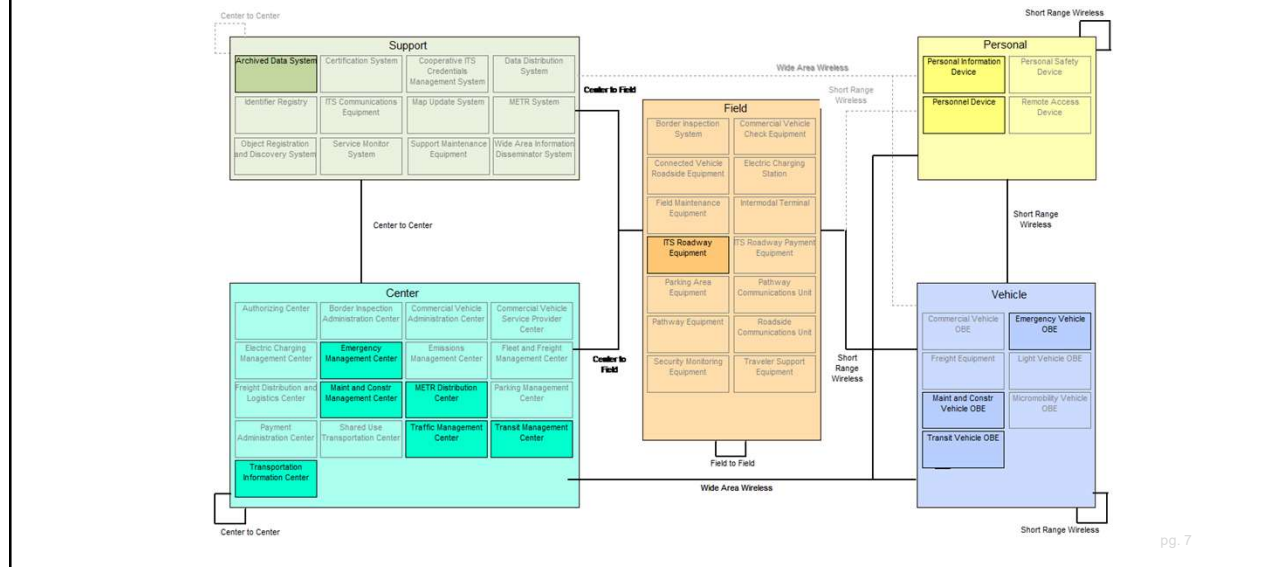 Center to Center
Support
Archived Data System
Certification System
Cooperative ITS
Credentials
Management System
Data Distribution
System
Identifier Registry
ITS Communications
Equipment
Map Update System
METR System
Object Registration
and Discovery System
Service Monitor
System
Support Maintenance
Equipment
Wide Area Information
Disseminator System
Center to Field
Wide Area Wireless
Short Range
Wireless
Short Range Wireless
Personal
Personal Information
Device
Personal Safety
Device
Personnel Device
Remote Access
Device
Field
Border Inspection
System
Commercial Vehicle
Check Equipment
Connected Vehicle
Roadside Equipment
Electric Charging
Station
Field Maintenance
Equipment
Intermodal Terminal
ITS Roadway
Equipment
ITS Roadway Payment
Equipment
Parking Area
Equipment
Pathway
Communications Unit
Pathway Equipment
Roadside
Communications Unit
Security Monitoring
Equipment
Traveler Support
Equipment
Center to Center
Short Range
Wireless
Center
Authorizing Center
Border Inspection
Administration Center
Commercial Vehicle
Administration Center
Commercial Vehicle
Service Provider
Center
Electric Charging
Management Center
Emergency
Management Center
Emissions
Management Center
Fleet and Freight
Management Center
Freight Distribution and
Logistics Center
Maint and Constr
Management Center
METR Distribution
Center
Parking Management
Center
Payment
Administration Center
Shared Use
Transportation Center
Traffic Management
Center
Transit Management
Center
Transportation
Information Center
Center to
Field
Short
Range
Wireless
Vehicle
Commercial Vehicle
OBE
Emergency Vehicle
OBE
Freight Equipment
Light Vehicle OBE
Maint and Constr
Vehicle OBE
Micromobility Vehicle
OBE
Transit Vehicle OBE
Field to Field
Wide Area Wireless
Center to Center
Short Range Wireless
pg. 7